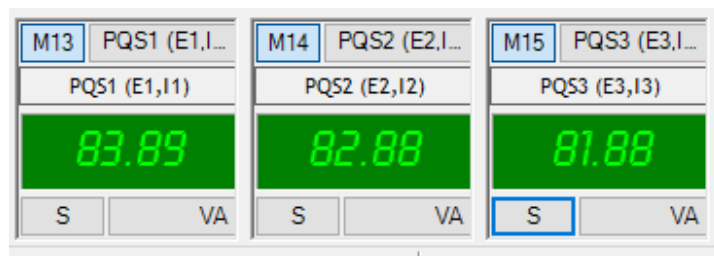 M13 PQS1 (E1,I... M14 PQS2 (E2,I... M15 PQS3 (E3,I...
PQS1 (E1,I1) PQS2 (E2,I2) PQS3 (E3,I3)
83.89 82.88 81.88
S VA S VA S VA